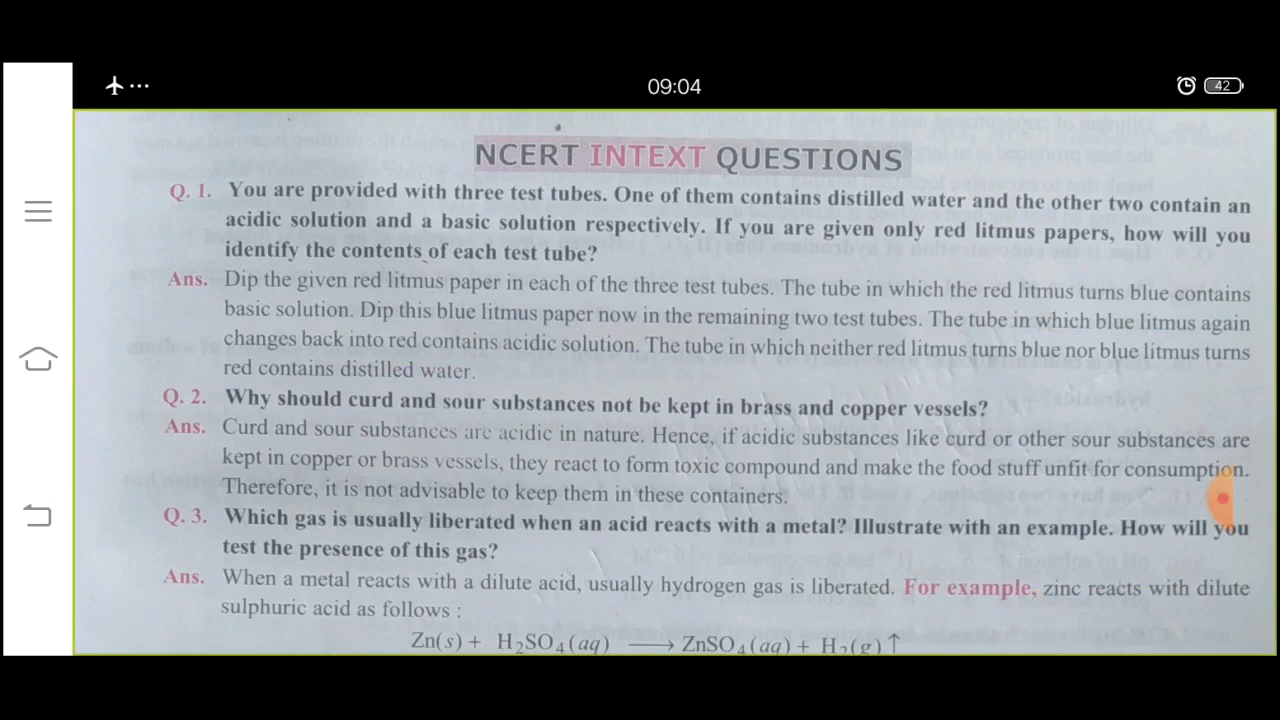 09:04
42
NCERT INTEXT QUESTIONS
Q. 1. You are provided with three test tubes. One of them contains distilled water and the other two contain an
acidic solution and a basic solution respectively. If you are given only red litmus papers, how will you
identify the contents of each test tube?
Ans. Dip the given red litmus paper in each of the three test tubes. The tube in which the red litmus turns blue contains
basic solution. Dip this blue litmus paper now in the remaining two test tubes. The tube in which blue litmus again
changes back into red contains acidic solution. The tube in which neither red litmus turns blue nor blue litmus turns
red contains distilled water.
Q. 2. Why should curd and sour substances not be kept in brass and copper vessels?
Ans. Curd and sour substances are acidic in nature. Hence, if acidic substances like curd or other sour substances are
kept in copper or brass vessels, they react to form toxic compound and make the food stuff unfit for consumption.
Therefore, it is not advisable to keep them in these containers.
Q. 3. Which gas is usually liberated when an acid reacts with a metal? Illustrate with an example. How will you
test the presence of this gas?
Ans. When a metal reacts with a dilute acid, usually hydrogen gas is liberated. For example, zinc reacts with dilute
sulphuric acid as follows :
Zn(s) + H₂SO₄(aq) ⟶ ZnSO₄(aq) + H₂(g)↑